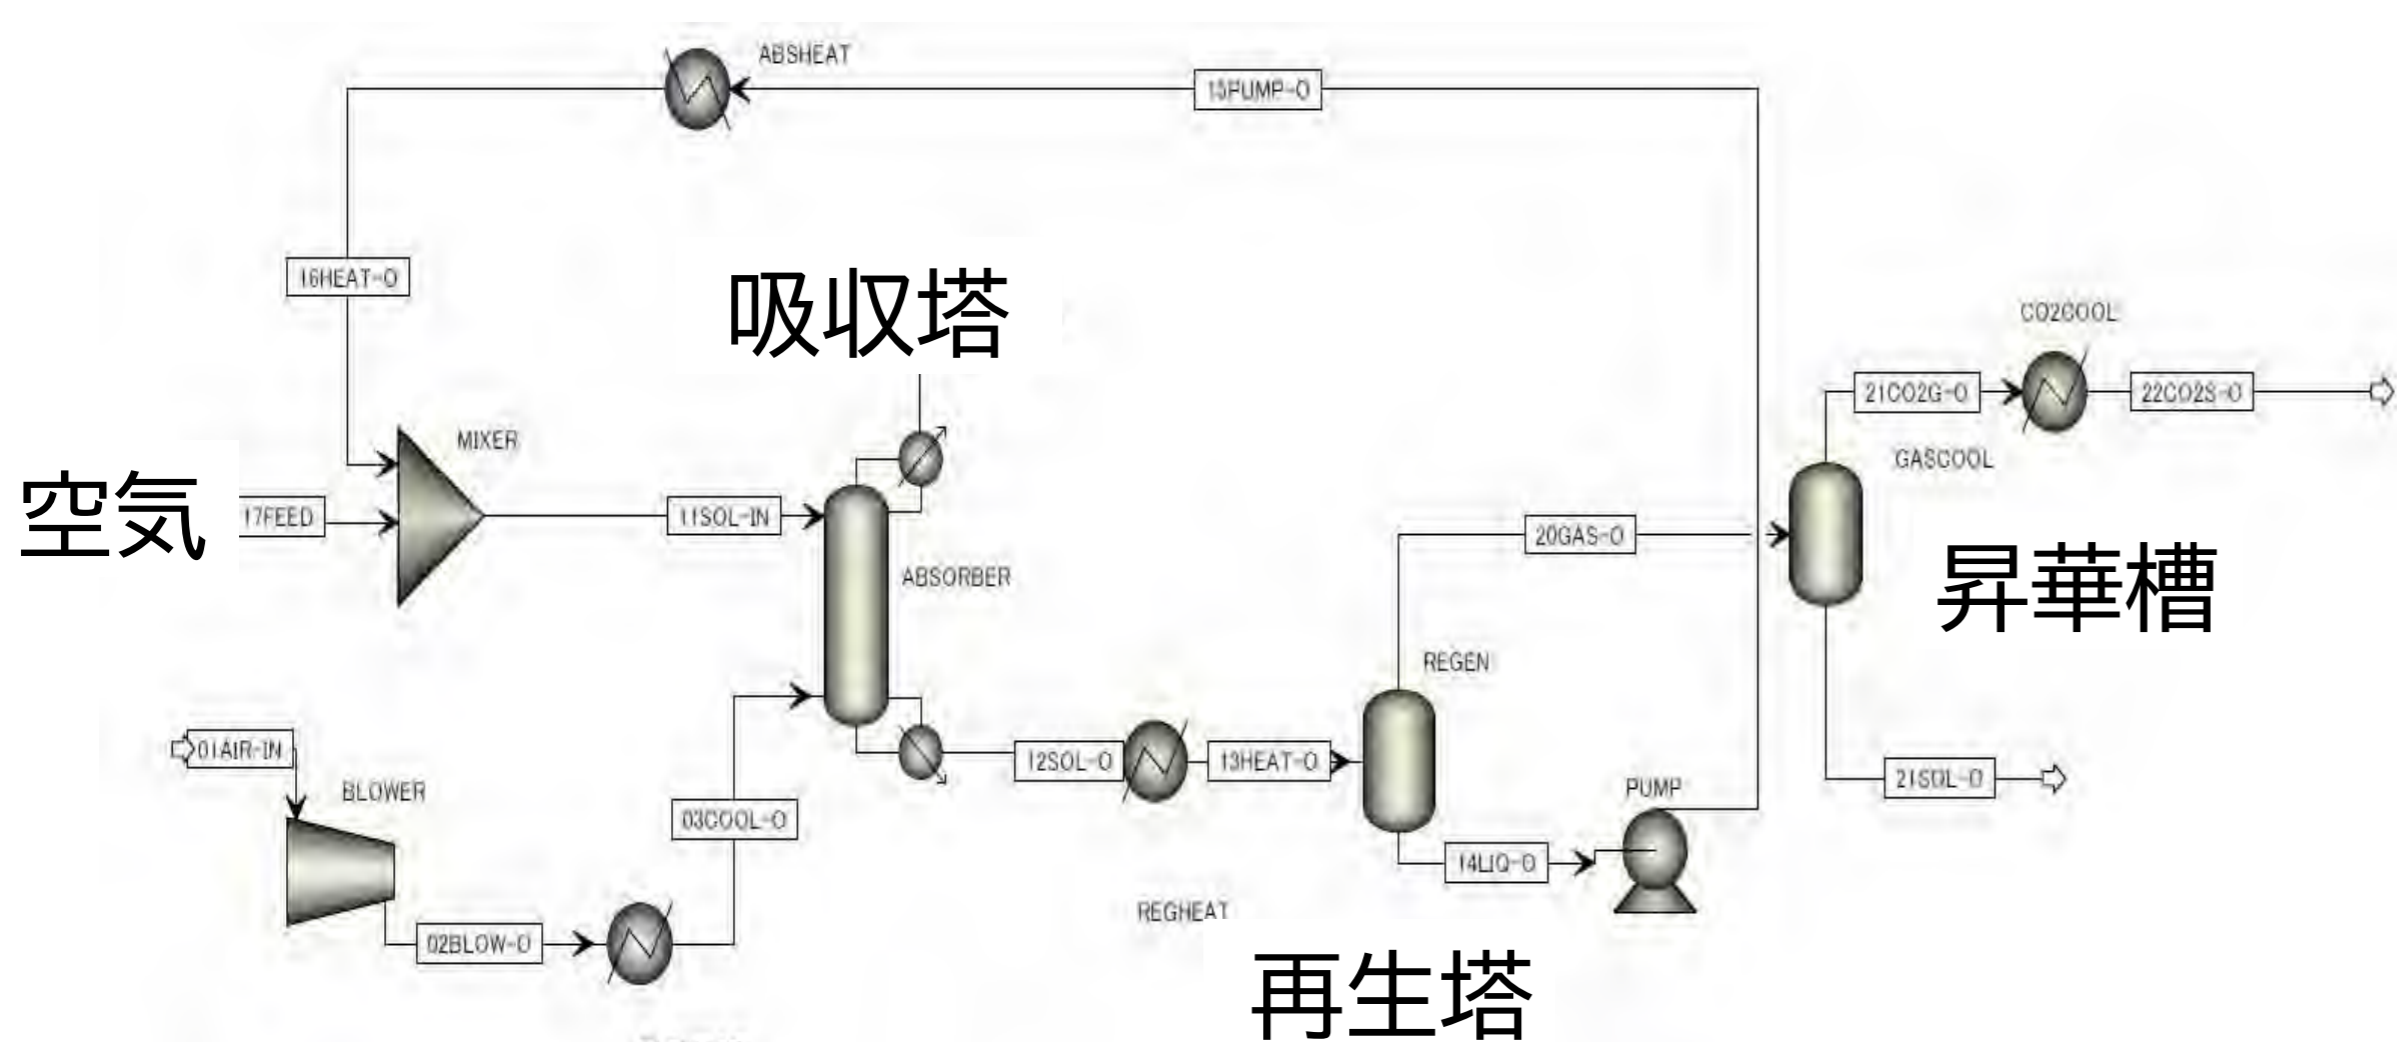 ABSHEAT
15PUMP-O
16HEAT-O
吸収塔
CO2COOL
21CO2G-O
22CO2S-O
MIXER
GASCOOL
空気
17FEED
11SOL-IN
20GAS-O
ABSORBER
昇華槽
REGEN
01AIR-IN
12SOL-O
13HEAT-O
21SOL-O
BLOWER
PUMP
03COOL-O
14LIQ-O
REGHEAT
02BLOW-O
再生塔